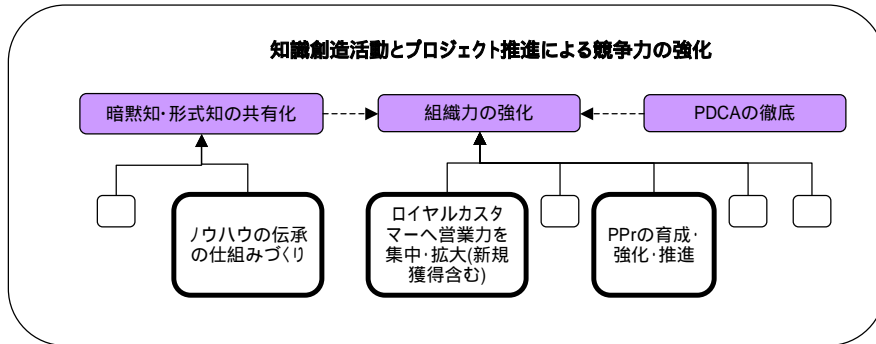 知識創造活動とプロジェクト推進による競争力の強化
暗黙知・形式知の共有化
組織力の強化
PDCAの徹底
ノウハウの伝承
の仕組みづくり
ロイヤルカスタ
マーへ営業力を
集中・拡大(新規
獲得含む)
PPrの育成・
強化・推進